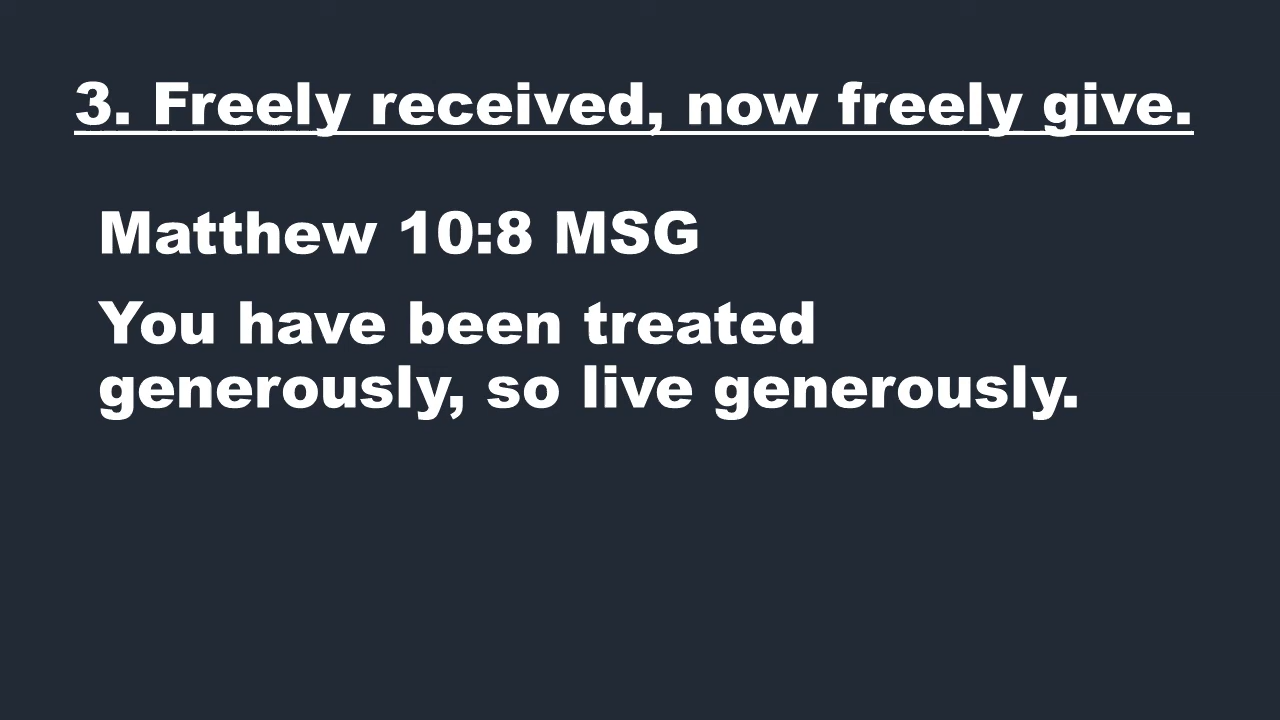 3. Freely received, now freely give.
Matthew 10:8 MSG
You have been treated
generously, so live generously.